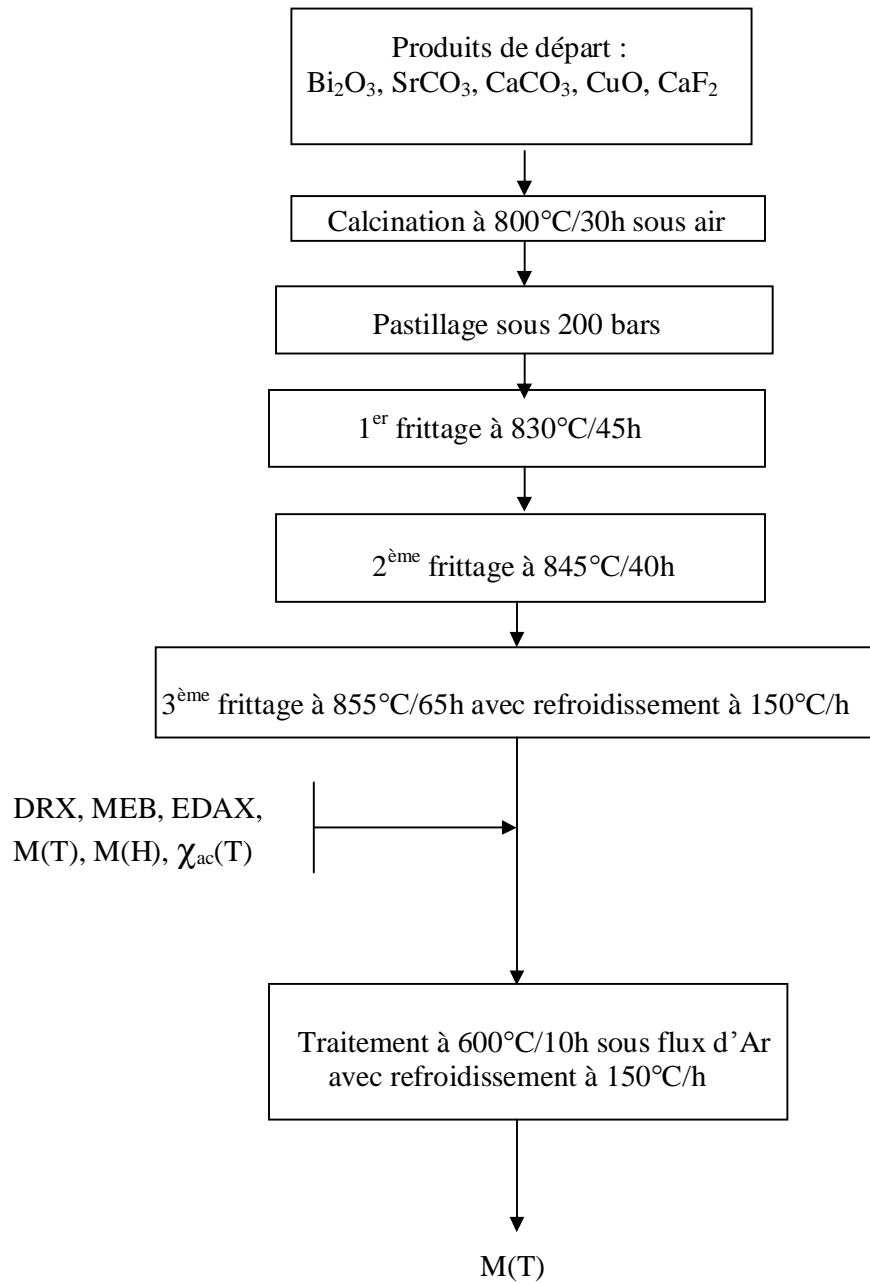 Produits de départ :
Bi₂O₃, SrCO₃, CaCO₃, CuO, CaF₂
Calcination à 800°C/30h sous air
Pastillage sous 200 bars
1ᵉʳ frittage à 830°C/45h
2ᵉᵐᵉ frittage à 845°C/40h
3ᵉᵐᵉ frittage à 855°C/65h avec refroidissement à 150°C/h
DRX, MEB, EDAX,
M(T), M(H), χac(T)
Traitement à 600°C/10h sous flux d’Ar
avec refroidissement à 150°C/h
M(T)